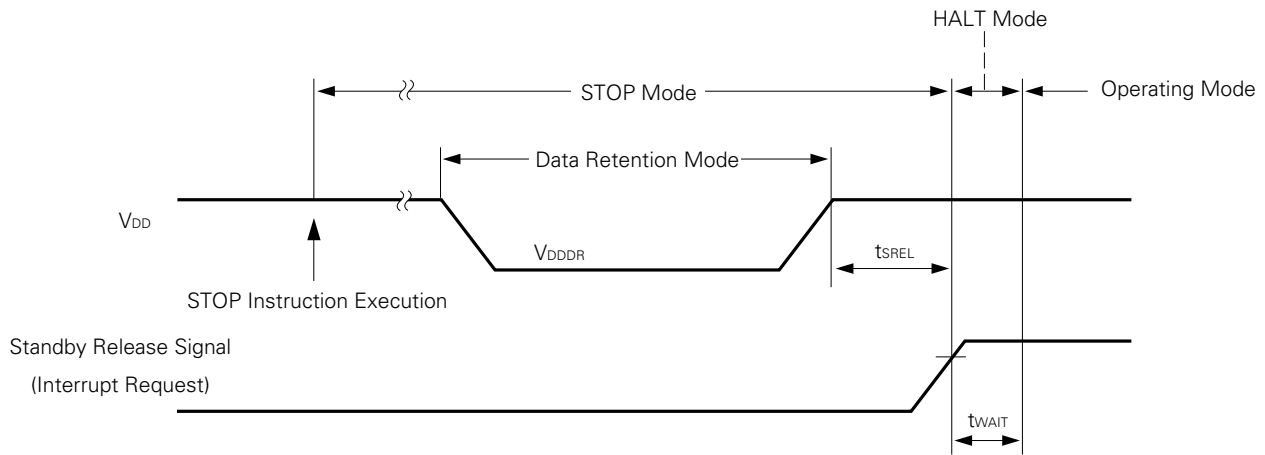 HALT Mode
STOP Mode
Operating Mode
Data Retention Mode
VDD
VDDDR
tSREL
STOP Instruction Execution
Standby Release Signal
(Interrupt Request)
tWAIT